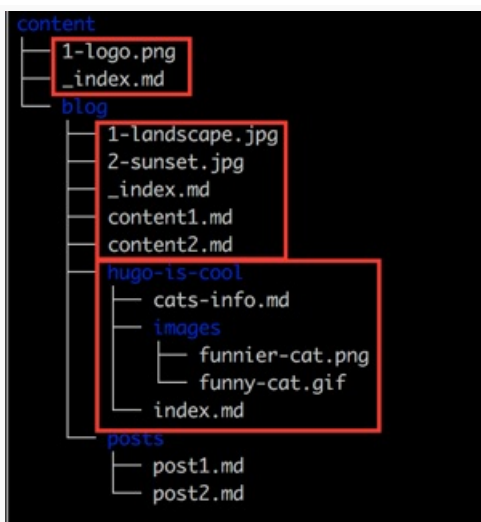 content
├── 1-logo.png
├── _index.md
└── blog
    ├── 1-landscape.jpg
    ├── 2-sunset.jpg
    ├── _index.md
    ├── content1.md
    ├── content2.md
    ├── hugo-is-cool
    │   ├── cats-info.md
    │   ├── images
    │   │   ├── funnier-cat.png
    │   │   └── funny-cat.gif
    │   └── index.md
    └── posts
        ├── post1.md
        └── post2.md